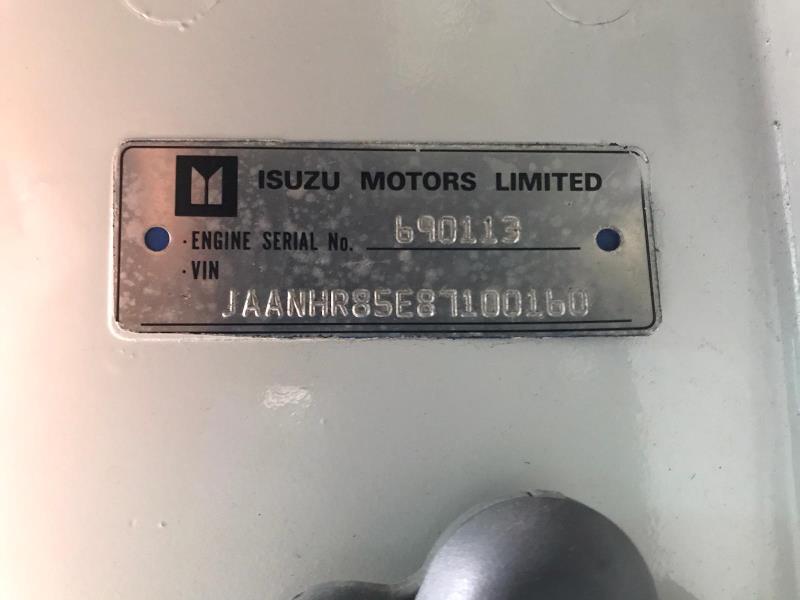 ISUZU MOTORS LIMITED
·ENGINE SERIAL No. 690113
·VIN
JAANHR85E87100160